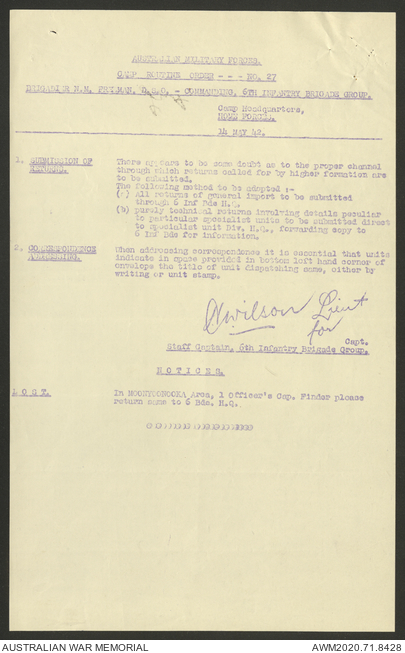 AUSTRALIAN MILITARY FORCES.
CAMP ROUTINE ORDER - - - NO. 27
BRIGADIER H.M. FREEMAN, D.S.O. - COMMANDING, 6TH INFANTRY BRIGADE GROUP.
Camp Headquarters,
HOME FORCES.
14 MAY 42.
1. SUBMISSION OF RETURNS.
There appears to be some doubt as to the proper channel
through which returns called for by higher formation are
to be submitted.
The following method to be adopted :-
(a) All returns of general import to be submitted
through 6 Inf Bde H.Q.
(b) purely technical returns involving details peculiar
to particular specialist units to be submitted direct
to specialist unit Div. H.Q., forwarding copy to
6 Inf Bde for information.
2. CORRESPONDENCE ADDRESSING.
When addressing correspondence it is essential that units
indicate in space provided in bottom left hand corner of
envelope the title of unit dispatching same, either by
writing or unit stamp.
Wilson Lieut
for
Capt.
Staff Captain, 6th Infantry Brigade Group.
N O T I C E S.
L O S T.
In MOONYOONOOKA Area, 1 Officer's Cap. Finder please
return same to 6 Bde. H.Q.
AUSTRALIAN WAR MEMORIAL
AWM2020.71.8428